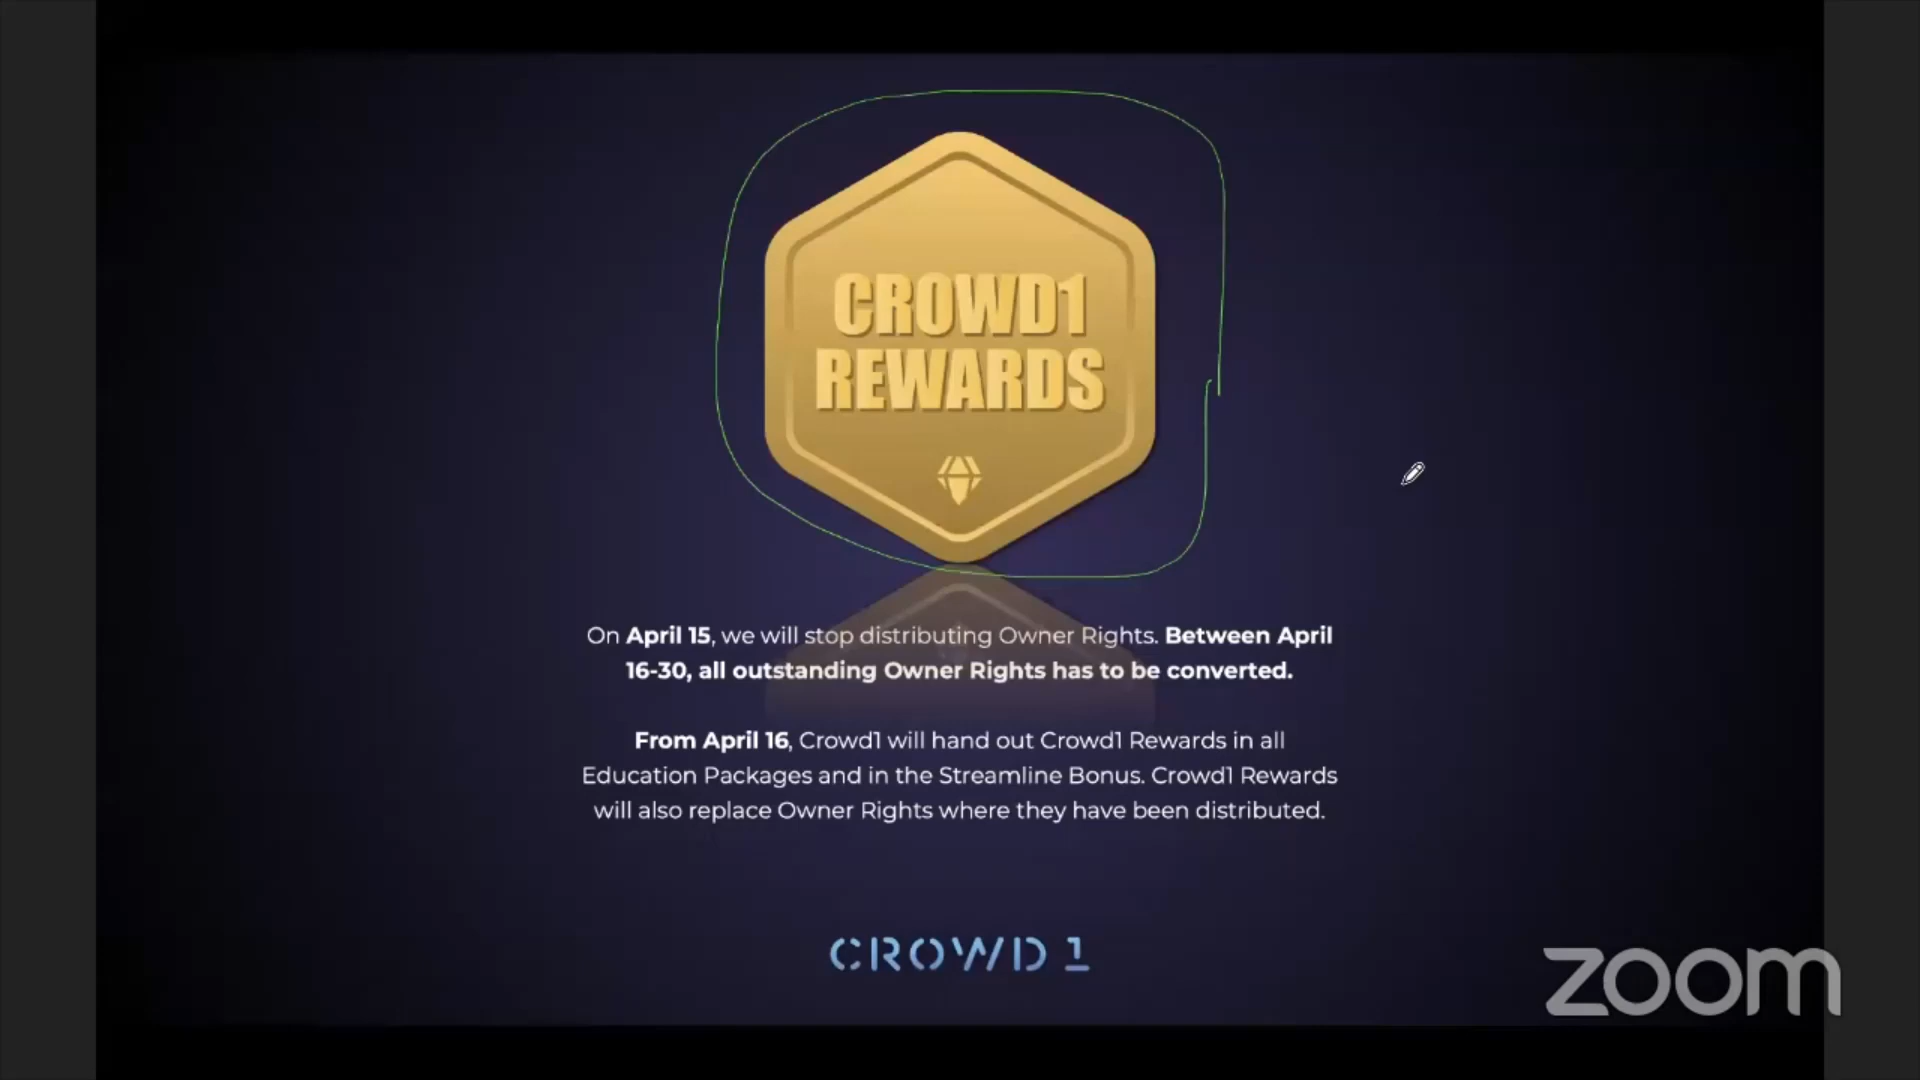 CROWD1
REWARDS
On April 15, we will stop distributing Owner Rights. Between April
16-30, all outstanding Owner Rights has to be converted.
From April 16, Crowd1 will hand out Crowd1 Rewards in all
Education Packages and in the Streamline Bonus. Crowd1 Rewards
will also replace Owner Rights where they have been distributed.
CROWD 1
zoom